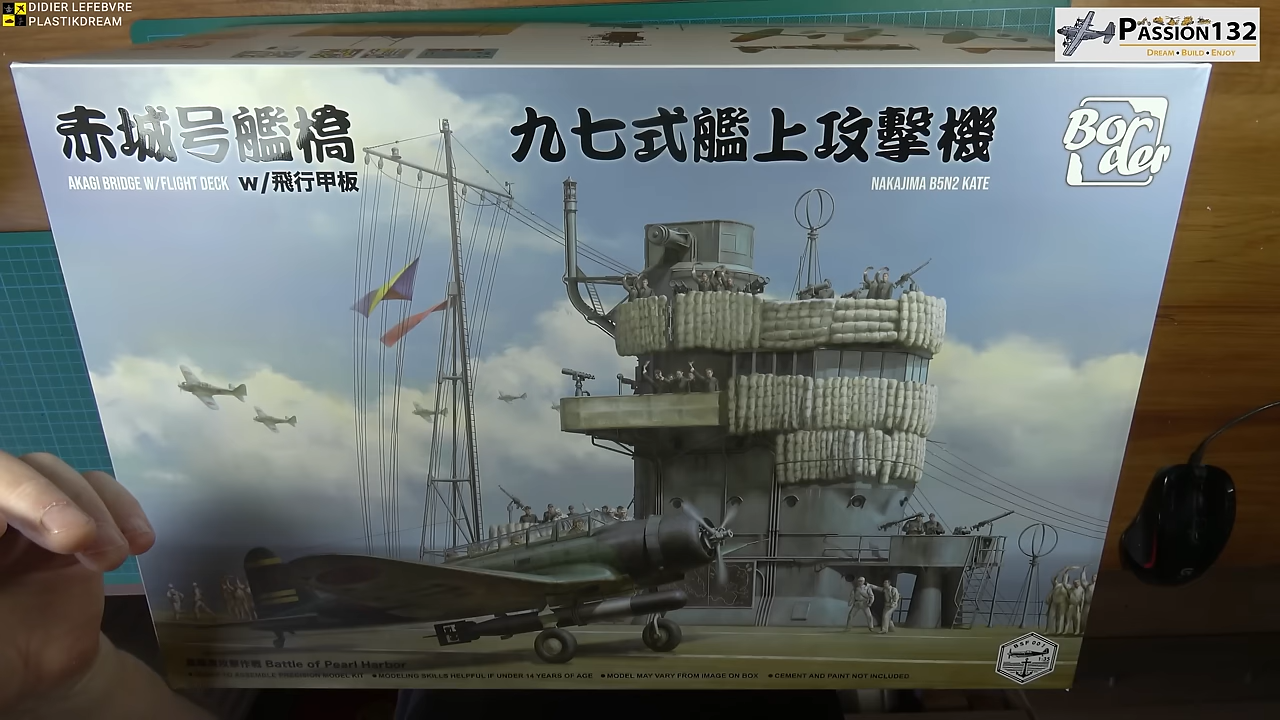 DIDIER LEFEBVRE
PLASTIKDREAM
PASSION132
DREAM • BUILD • ENJOY
赤城号艦橋
AKAGI BRIDGE W/FLIGHT DECK w/飛行甲板
九七式艦上攻撃機
NAKAJIMA B5N2 KATE
Border
Battle of Pearl Harbor
• MODELING SKILLS HELPFUL IF UNDER 14 YEARS OF AGE • MODEL MAY VARY FROM IMAGE ON BOX • CEMENT AND PAINT NOT INCLUDED